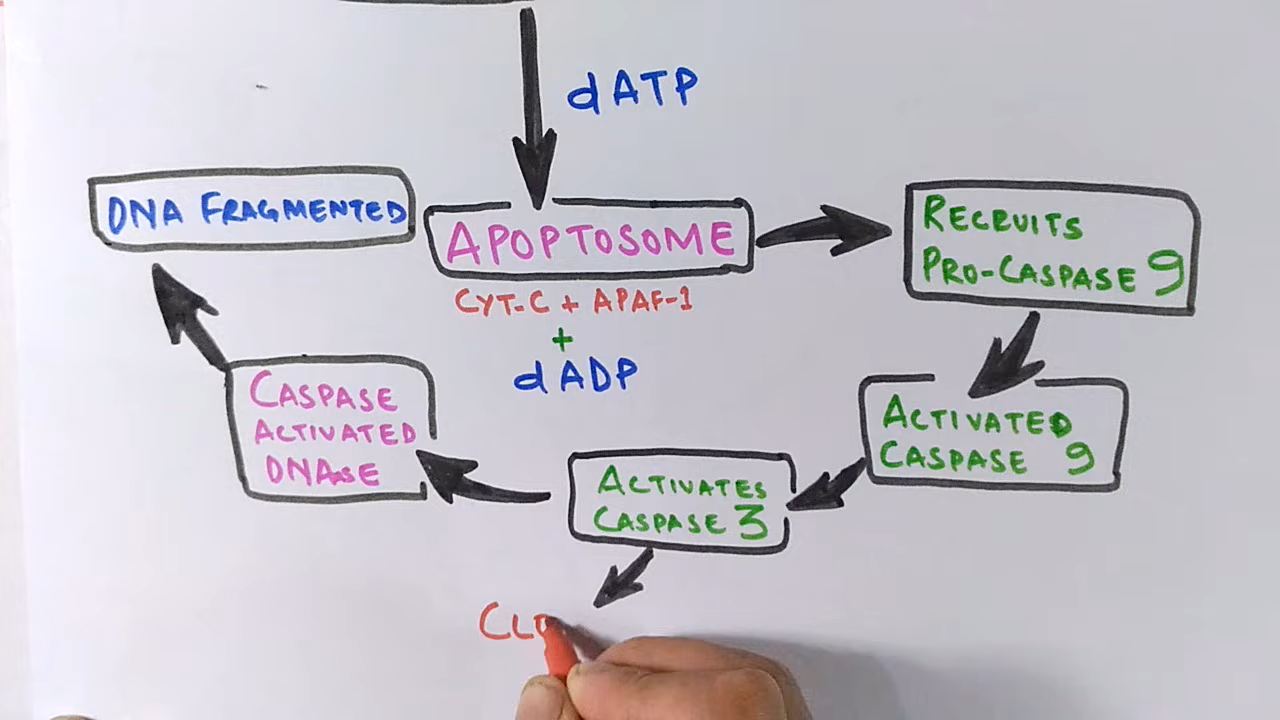 dATP
DNA FRAGMENTED
APOPTOSOME
RECRUITS
PRO-CASPASE 9
CYT-C + APAF-1
+
dADP
CASPASE
ACTIVATED
DNAse
ACTIVATED
CASPASE 9
ACTIVATES
CASPASE 3